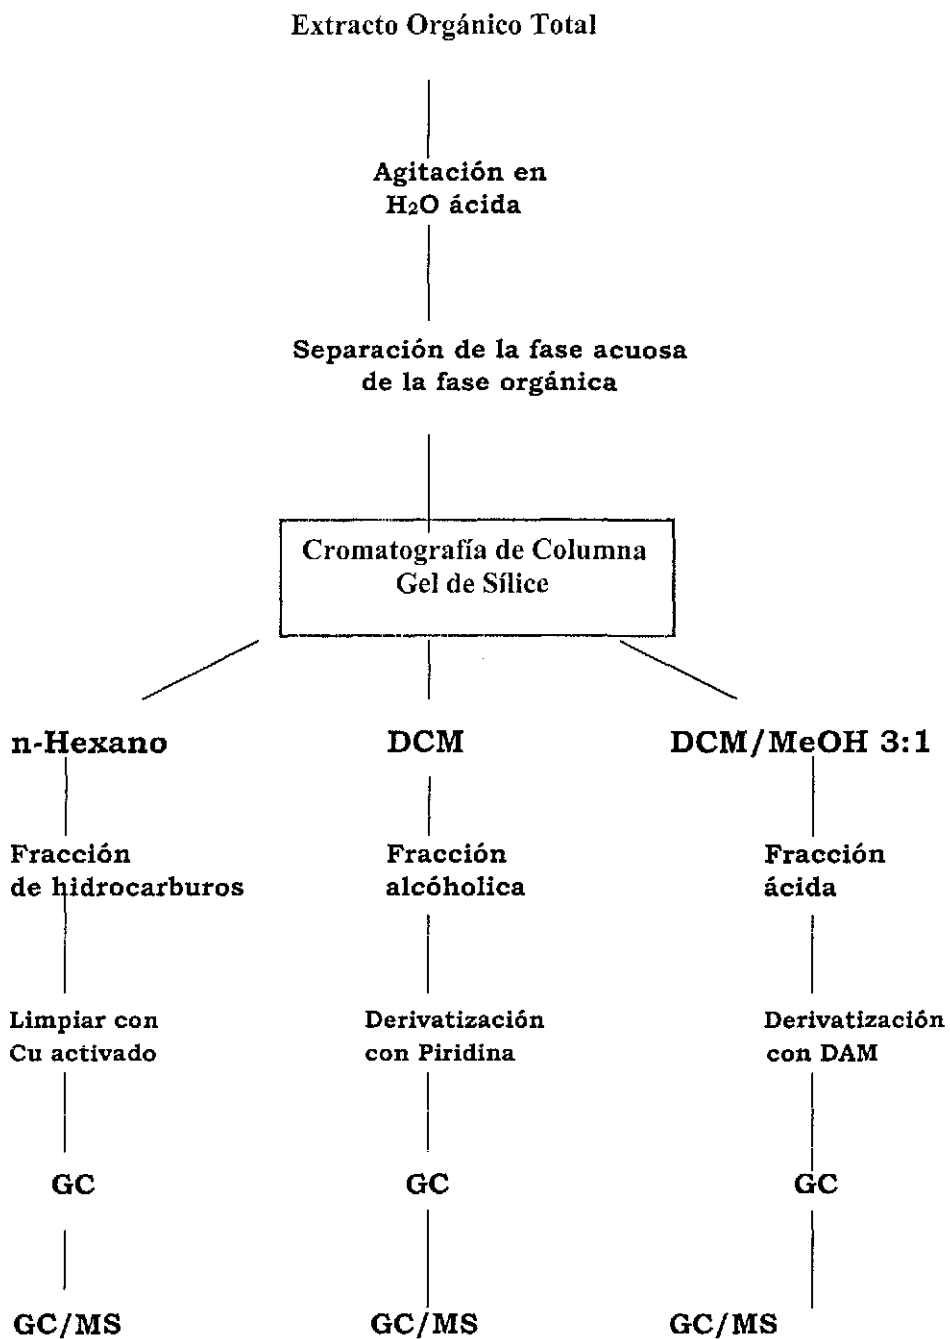 Extracto Orgánico Total
Agitación en
H₂O ácida
Separación de la fase acuosa
de la fase orgánica
Cromatografía de Columna
Gel de Sílice
n-Hexano
DCM
DCM/MeOH 3:1
Fracción
de hidrocarburos
Fracción
alcóholica
Fracción
ácida
Limpiar con
Cu activado
Derivatización
con Piridina
Derivatización
con DAM
GC
GC
GC
GC/MS
GC/MS
GC/MS